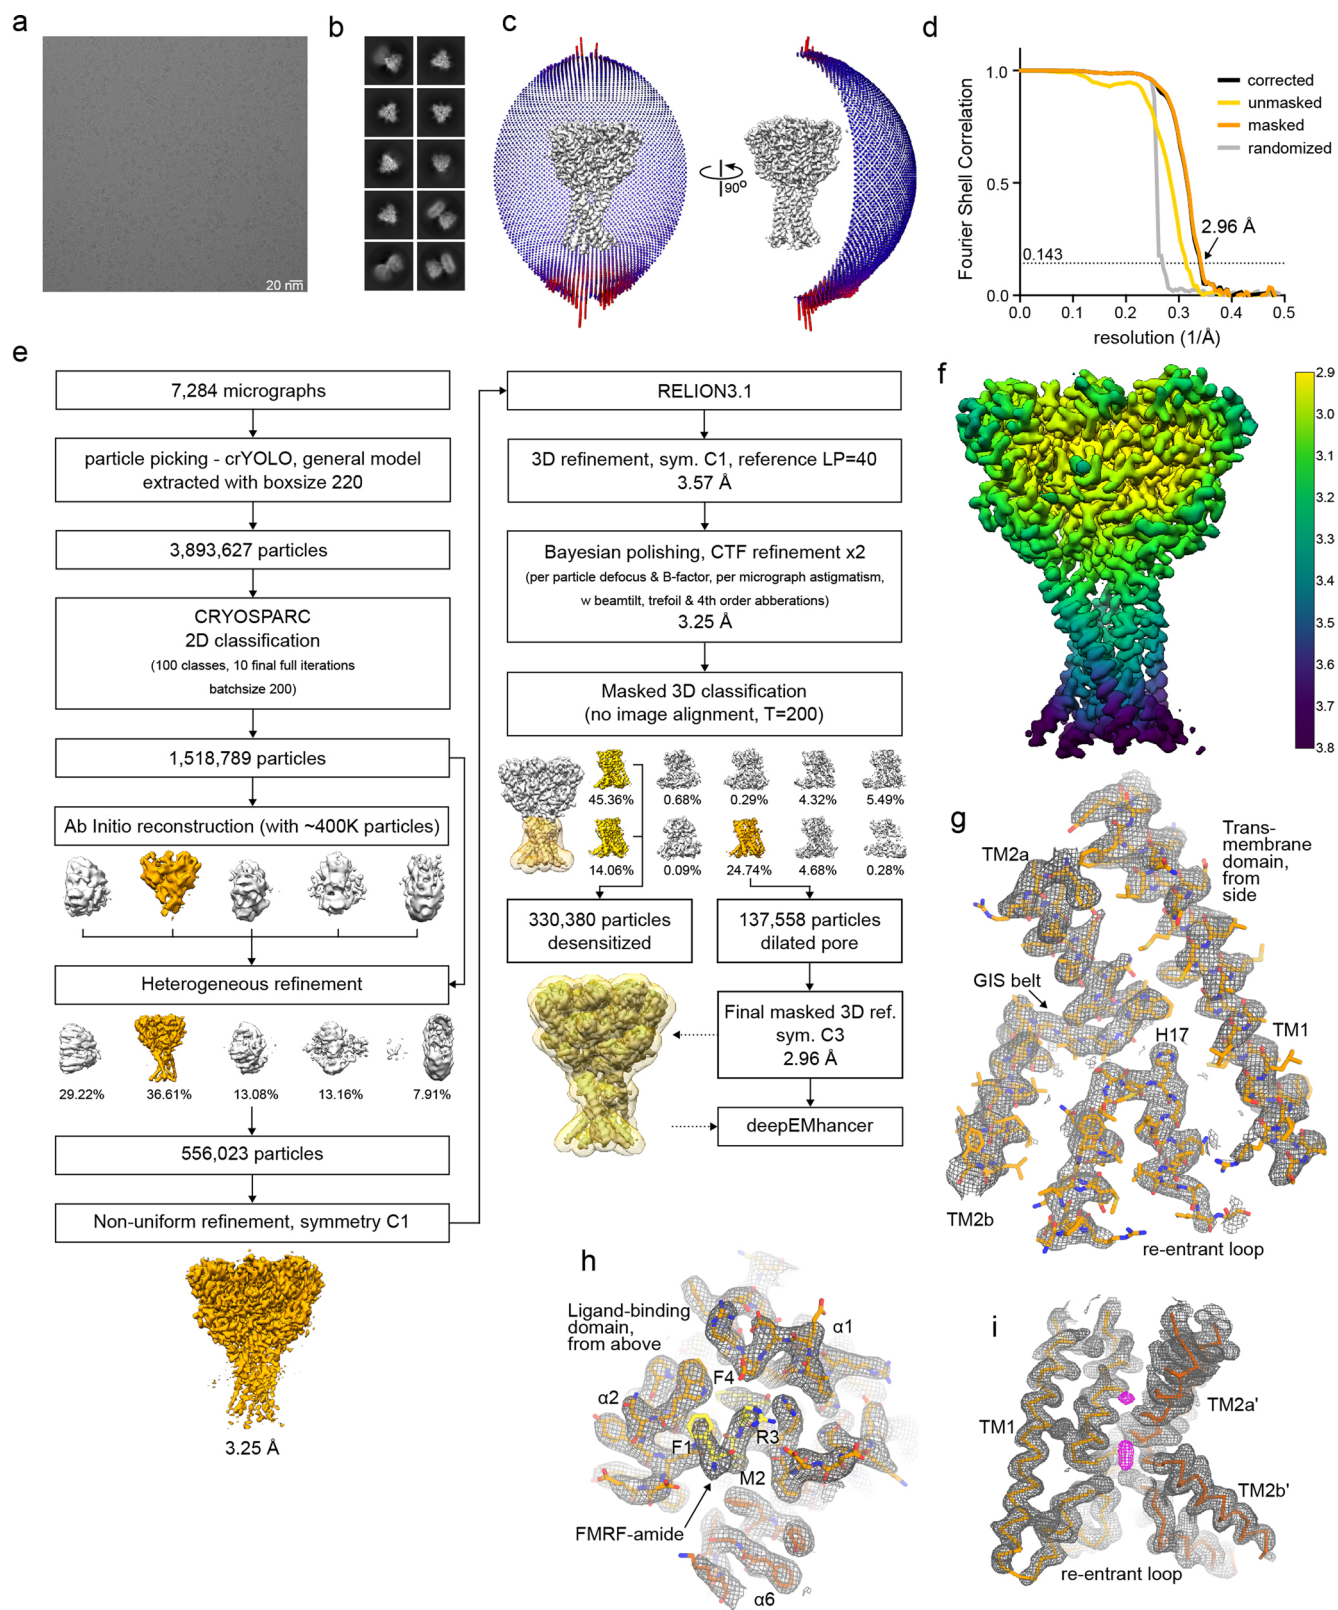 a
20 nm
b
c
90°
d
Fourier Shell Correlation
1.0
0.5
0.0
0.143
2.96 Å
corrected
unmasked
masked
randomized
0.0
0.1
0.2
0.3
0.4
0.5
resolution (1/Å)
e
7,284 micrographs
particle picking - crYOLO, general model
extracted with boxsize 220
3,893,627 particles
CRYOSPARC
2D classification
(100 classes, 10 final full iterations
batchsize 200)
1,518,789 particles
Ab Initio reconstruction (with ~400K particles)
Heterogeneous refinement
29.22%
36.61%
13.08%
13.16%
7.91%
556,023 particles
Non-uniform refinement, symmetry C1
3.25 Å
RELION3.1
3D refinement, sym. C1, reference LP=40
3.57 Å
Bayesian polishing, CTF refinement x2
(per particle defocus & B-factor, per micrograph astigmatism,
w beamtilt, trefoil & 4th order abberations)
3.25 Å
Masked 3D classification
(no image alignment, T=200)
45.36%
0.68%
0.29%
4.32%
5.49%
14.06%
0.09%
24.74%
4.68%
0.28%
330,380 particles
desensitized
137,558 particles
dilated pore
Final masked 3D ref.
sym. C3
2.96 Å
deepEMhancer
f
2.9
3.0
3.1
3.2
3.3
3.4
3.5
3.6
3.7
3.8
g
TM2a
Trans-
membrane
domain,
from
side
GIS belt
H17
TM1
TM2b
re-entrant loop
h
Ligand-binding
domain,
from above
α1
α2
F4
F1
R3
M2
FMRF-amide
α6
i
TM1
TM2a'
TM2b'
re-entrant loop